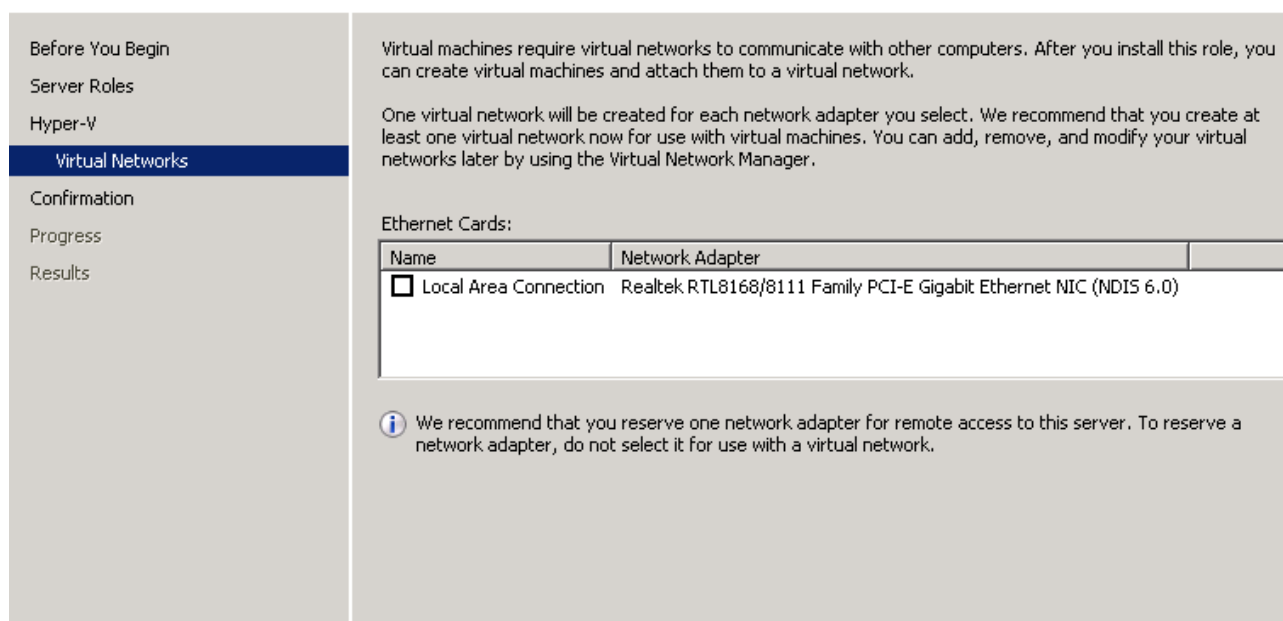 Before You Begin
Server Roles
Hyper-V
Virtual Networks
Confirmation
Progress
Results
Virtual machines require virtual networks to communicate with other computers. After you install this role, you
can create virtual machines and attach them to a virtual network.
One virtual network will be created for each network adapter you select. We recommend that you create at
least one virtual network now for use with virtual machines. You can add, remove, and modify your virtual
networks later by using the Virtual Network Manager.
Ethernet Cards:
Name Network Adapter
Local Area Connection Realtek RTL8168/8111 Family PCI-E Gigabit Ethernet NIC (NDIS 6.0)
We recommend that you reserve one network adapter for remote access to this server. To reserve a
network adapter, do not select it for use with a virtual network.